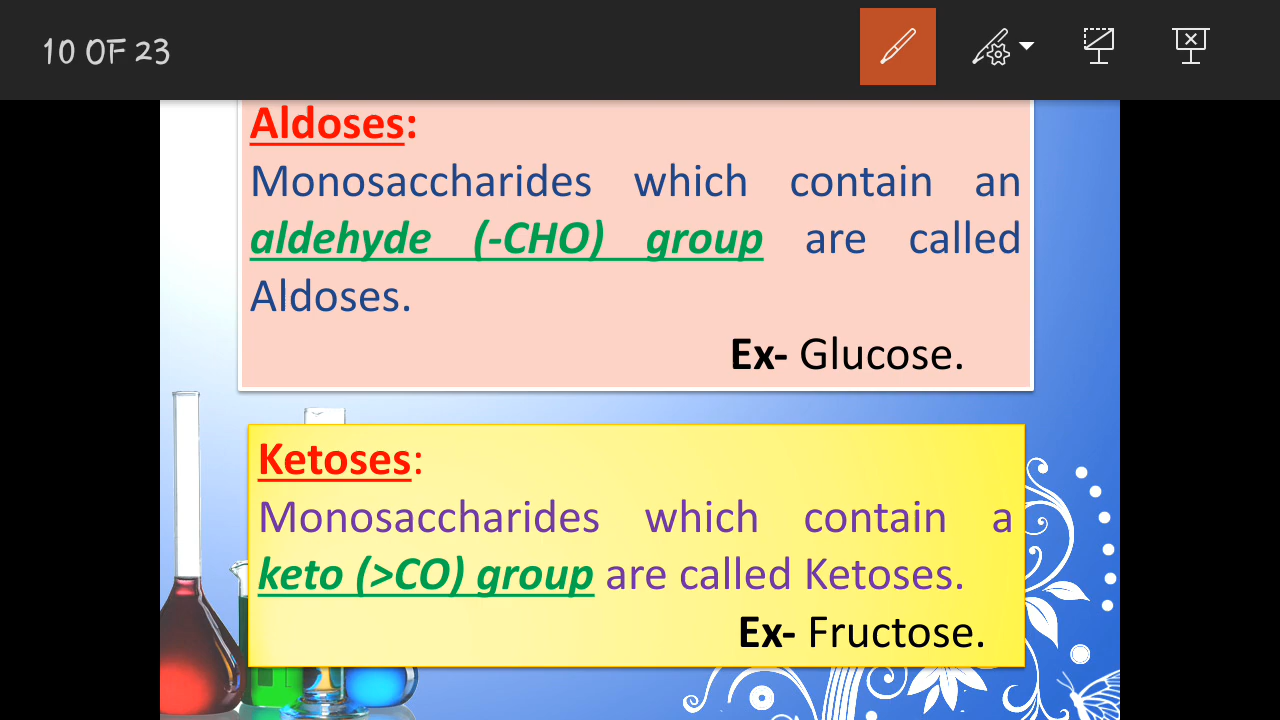 10 OF 23
Aldoses:
Monosaccharides which contain an
aldehyde (-CHO) group are called
Aldoses.
Ex- Glucose.
Ketoses:
Monosaccharides which contain a
keto (>CO) group are called Ketoses.
Ex- Fructose.